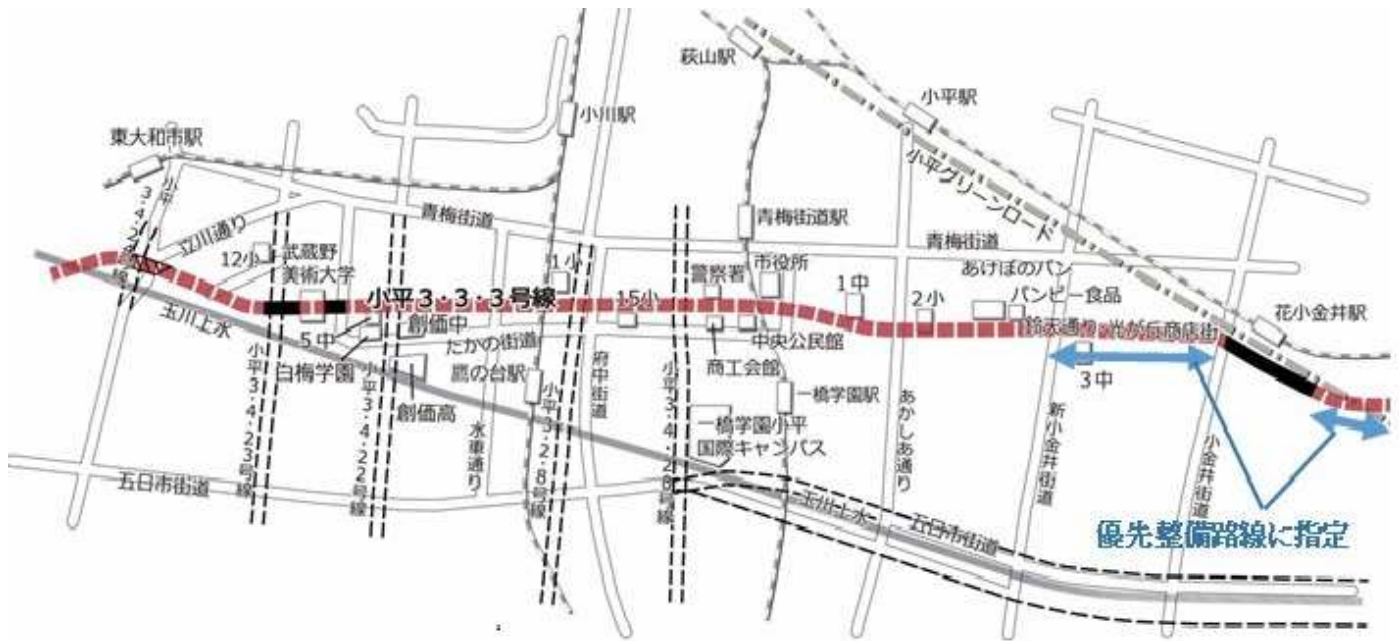 萩山駅
小平駅
小川駅
東大和市駅
小平グリーンロード
小平
3・4・2
号線
立川通り
青梅街道
青梅街道駅
青梅街道
12小
武蔵野
美術大学
1小
警察署
市役所
1中
あけぼのパン
2小
バンビー食品
花小金井駅
小平3・3・3号線
15小
鈴天通り・光が丘商店街
玉川上水
5中
創価中
たかの街道
中央公民館
商工会館
3中
白梅学園
鷹の台駅
創価高
一橋学園駅
一橋学園小平
国際キャンパス
小平3・4・23号線
小平3・4・22号線
水車通り
小平3・2・8号線
府中街道
小平3・4・28号線
あかしあ通り
新小金井街道
小金井街道
五日市街道
玉川上水
五日市街道
優先整備路線に指定